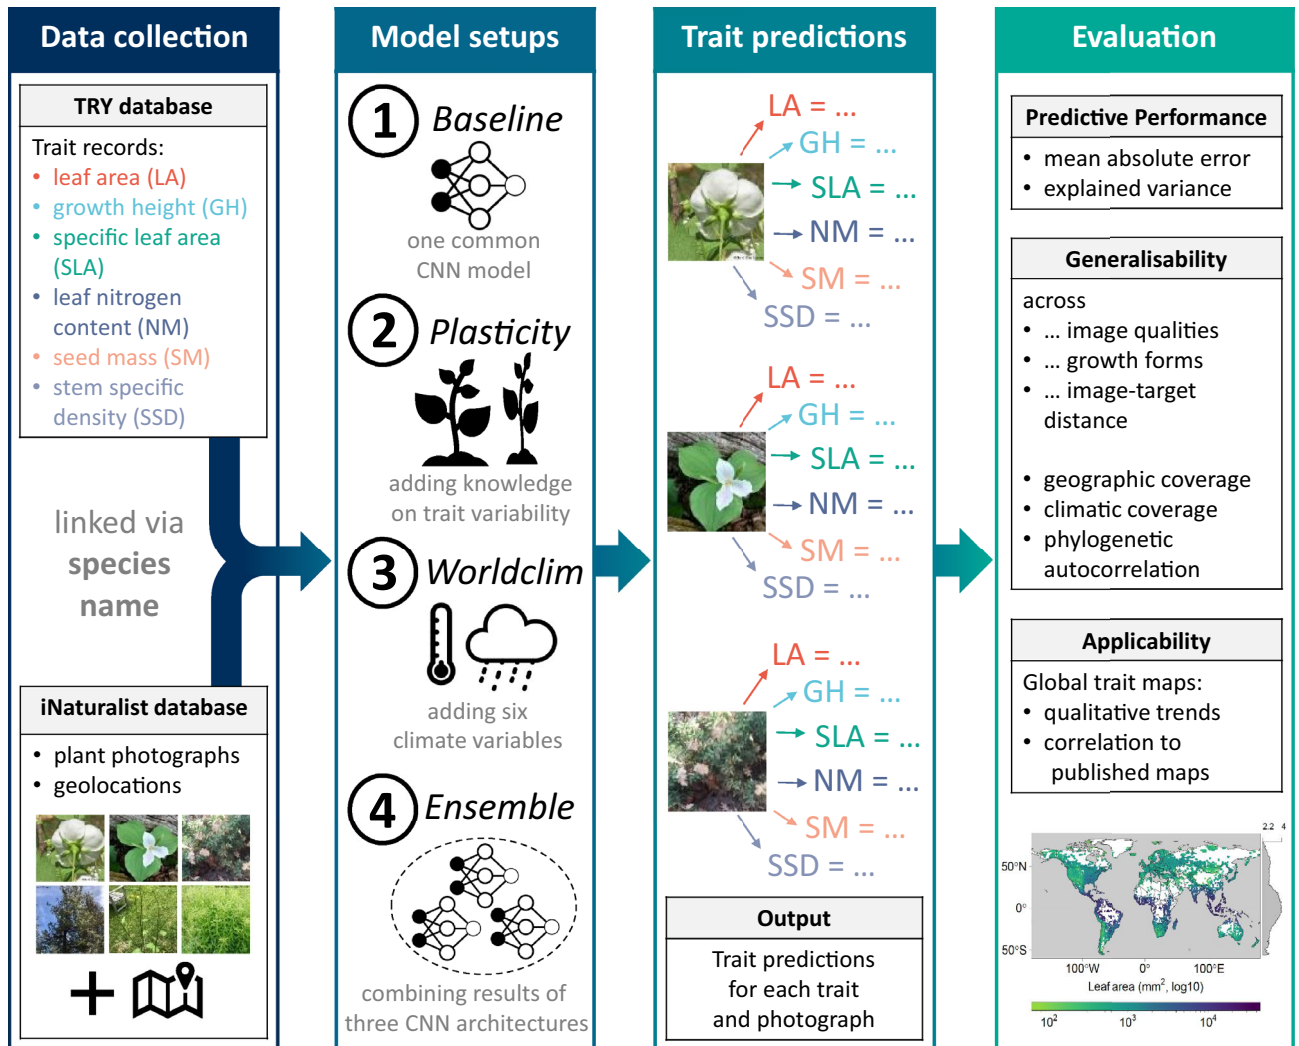 Data collection
TRY database
Trait records:
• leaf area (LA)
• growth height (GH)
• specific leaf area
(SLA)
• leaf nitrogen
content (NM)
• seed mass (SM)
• stem specific
density (SSD)
linked via
species
name
iNaturalist database
• plant photographs
• geolocations
Model setups
1 Baseline
one common
CNN model
2 Plasticity
adding knowledge
on trait variability
3 Worldclim
adding six
climate variables
4 Ensemble
combining results of
three CNN architectures
Trait predictions
LA = ...
GH = ...
SLA = ...
NM = ...
SM = ...
SSD = ...
LA = ...
GH = ...
SLA = ...
NM = ...
SM = ...
SSD = ...
LA = ...
GH = ...
SLA = ...
NM = ...
SM = ...
SSD = ...
Output
Trait predictions
for each trait
and photograph
Evaluation
Predictive Performance
• mean absolute error
• explained variance
Generalisability
across
• ... image qualities
• ... growth forms
• ... image-target
distance
• geographic coverage
• climatic coverage
• phylogenetic
autocorrelation
Applicability
Global trait maps:
• qualitative trends
• correlation to
published maps
2.2 4
50°N
0°
50°S
100°W 0° 100°E
Leaf area (mm², log10)
10² 10³ 10⁴